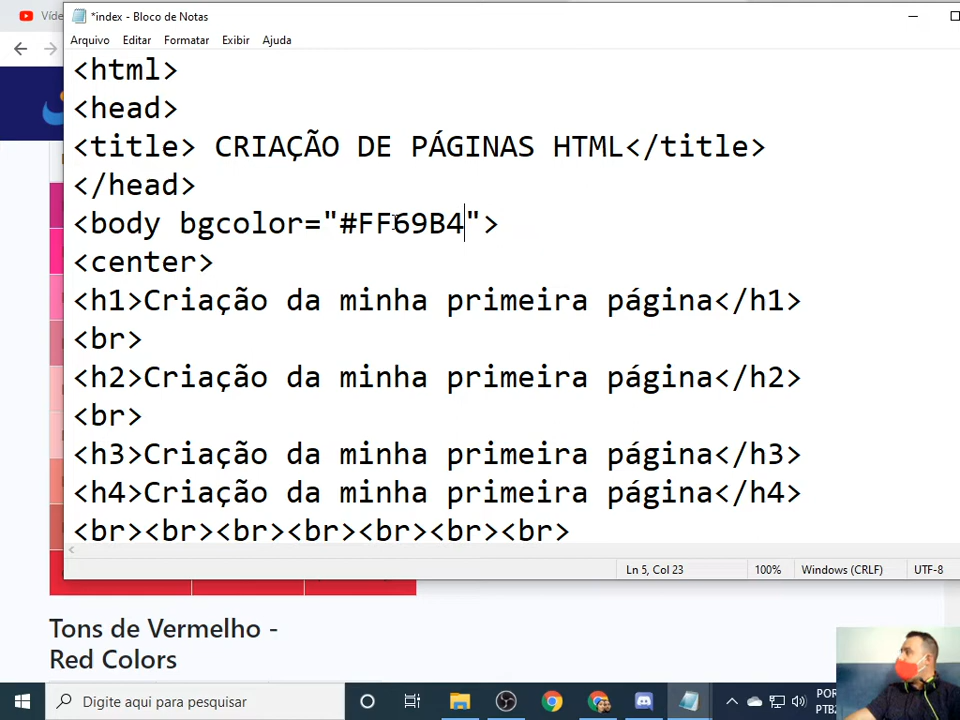 Víde
*index - Bloco de Notas
Arquivo Editar Formatar Exibir Ajuda
<html>
<head>
<title> CRIAÇÃO DE PÁGINAS HTML</title>
</head>
<body bgcolor="#FF69B4">
<center>
<h1>Criação da minha primeira página</h1>
<br>
<h2>Criação da minha primeira página</h2>
<br>
<h3>Criação da minha primeira página</h3>
<h4>Criação da minha primeira página</h4>
<br><br><br><br><br><br><br>
Ln 5, Col 23 100% Windows (CRLF) UTF-8
Tons de Vermelho -
Red Colors
Digite aqui para pesquisar
POR
PTB2